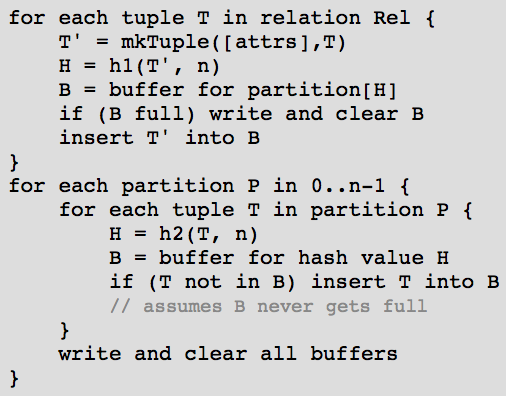 for each tuple T in relation Rel {
    T' = mkTuple([attrs],T)
    H = h1(T', n)
    B = buffer for partition[H]
    if (B full) write and clear B
    insert T' into B
}
for each partition P in 0..n-1 {
    for each tuple T in partition P {
        H = h2(T, n)
        B = buffer for hash value H
        if (T not in B) insert T into B
        // assumes B never gets full
    }
    write and clear all buffers
}